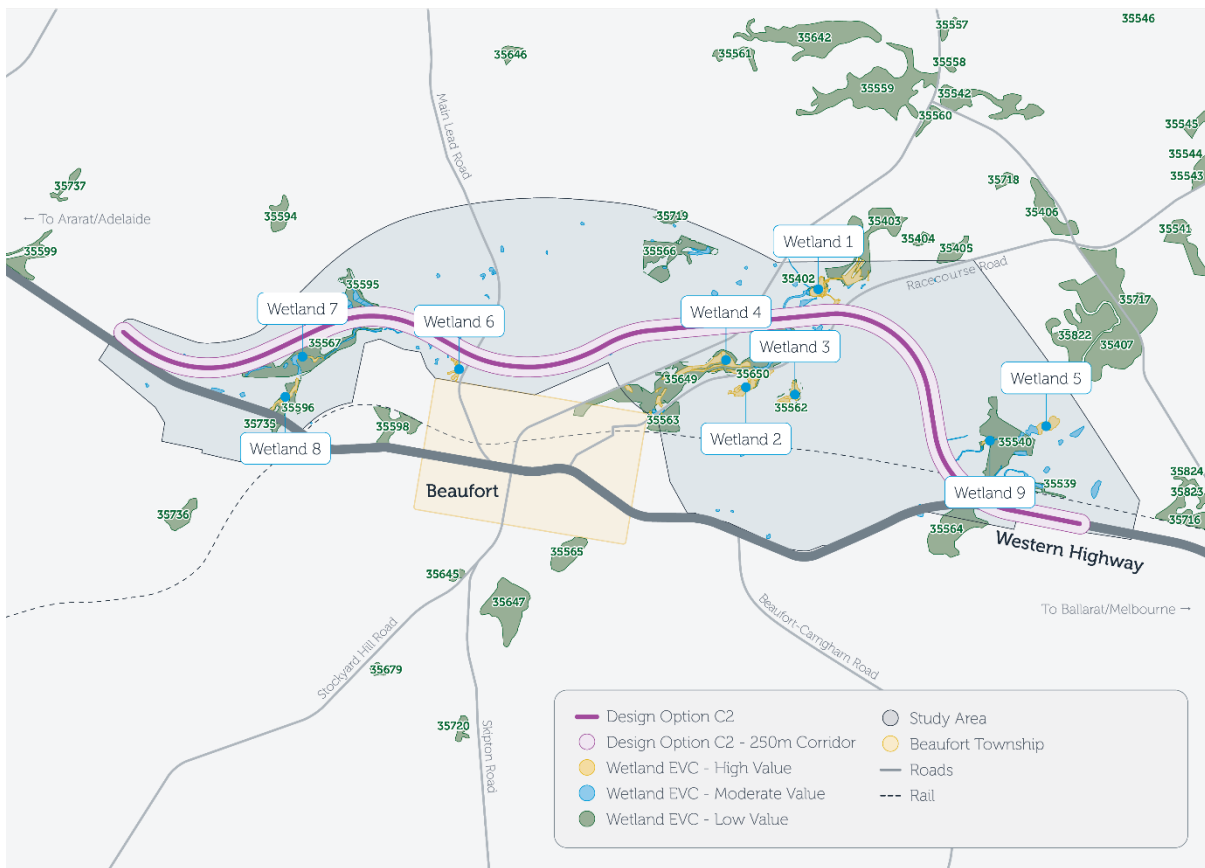 35546
35557
35642
35646
35561
35558
35559
35542
35560
Main Lead Road
35545
35544
35543
35737
35718
← To Ararat/Adelaide
35594
35719
35403
35406
35541
35599
35566
Wetland 1
35404
35405
35402
Racecourse Road
35595
35717
Wetland 7
Wetland 6
Wetland 4
35822
35407
35567
Wetland 3
35649
35650
Wetland 5
35596
35562
35735
35598
35563
Wetland 8
Wetland 2
35540
35824
Beaufort
Wetland 9
35539
35823
35736
35716
35564
Western Highway
35565
35645
35647
Beaufort-Carngham Road
To Ballarat/Melbourne →
Stockyard Hill Road
35679
35720
Skipton Road
Design Option C2
Design Option C2 - 250m Corridor
Wetland EVC - High Value
Wetland EVC - Moderate Value
Wetland EVC - Low Value
Study Area
Beaufort Township
Roads
Rail